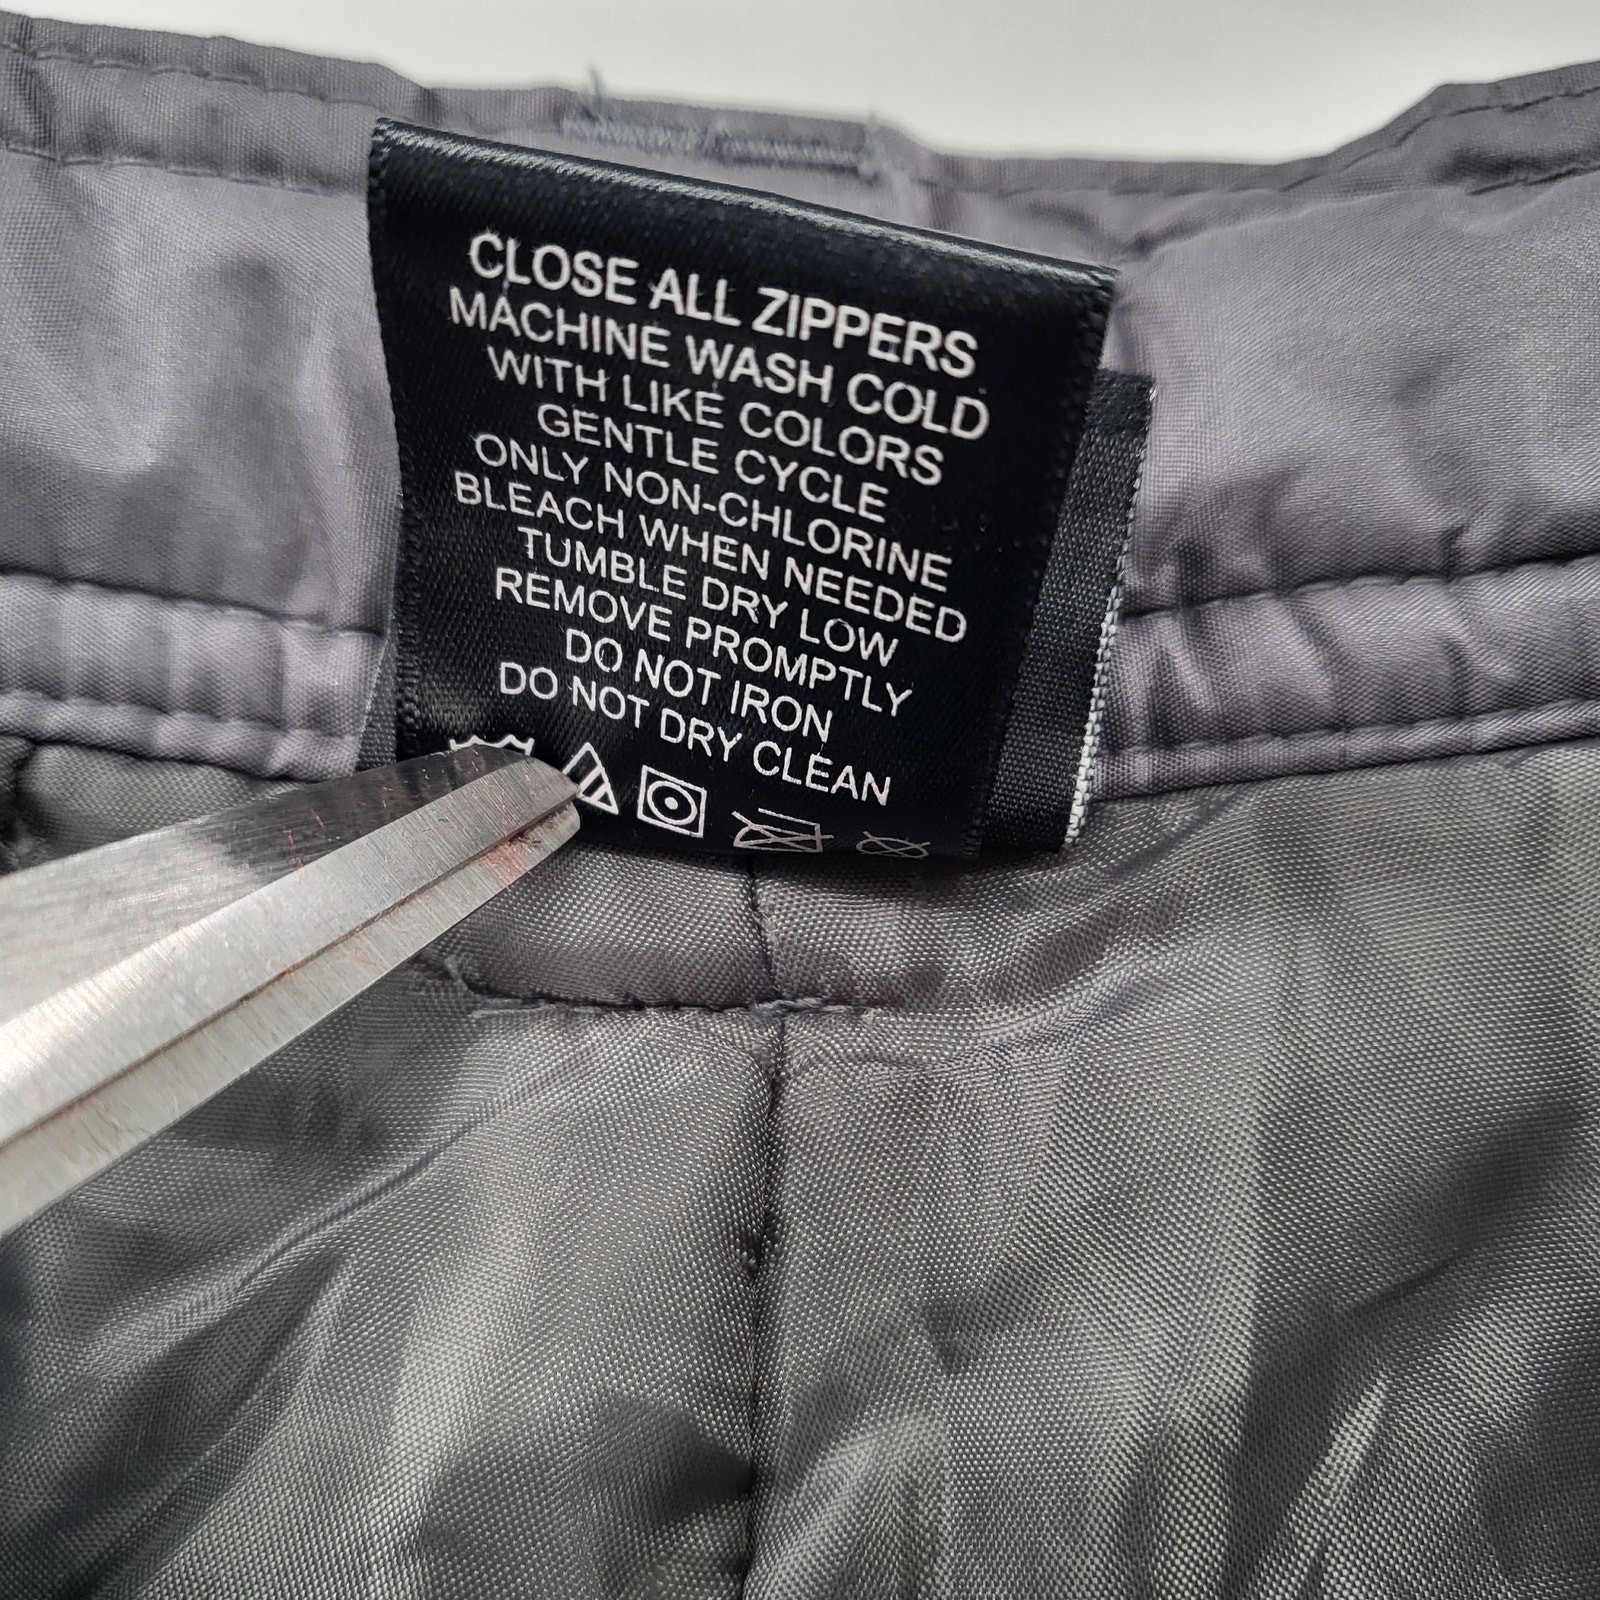 CLOSE ALL ZIPPERS
MACHINE WASH COLD
WITH LIKE COLORS
GENTLE CYCLE
ONLY NON-CHLORINE
BLEACH WHEN NEEDED
TUMBLE DRY LOW
REMOVE PROMPTLY
DO NOT IRON
DO NOT DRY CLEAN